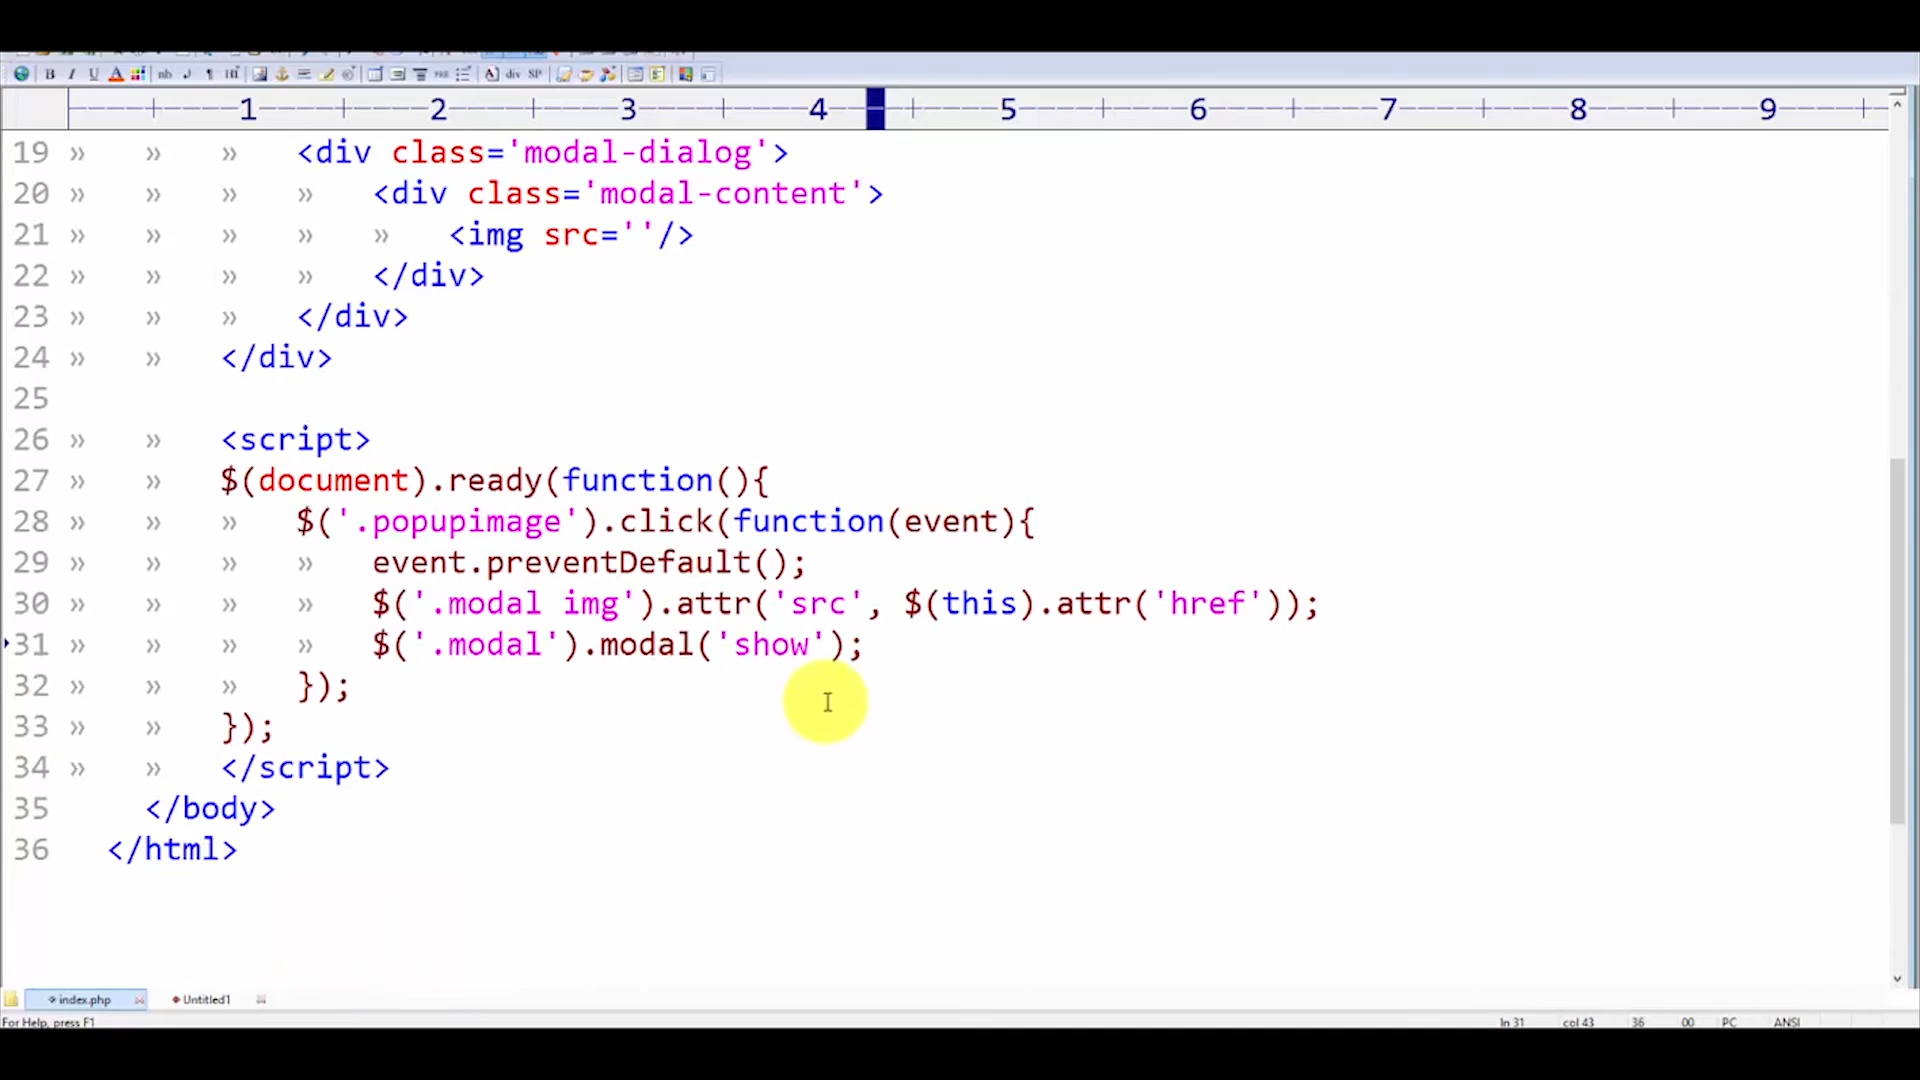 B I U A nb ¶ PRE A div SP
1 2 3 4 5 6 7 8 9
19 » » » <div class='modal-dialog'>
20 » » » » <div class='modal-content'>
21 » » » » » <img src=''/>
22 » » » » </div>
23 » » » </div>
24 » » </div>
25
26 » » <script>
27 » » $(document).ready(function(){
28 » » » $('.popupimage').click(function(event){
29 » » » » event.preventDefault();
30 » » » » $('.modal img').attr('src', $(this).attr('href'));
31 » » » » $('.modal').modal('show');
32 » » » });
33 » » });
34 » » </script>
35 </body>
36 </html>
index.php Untitled1
For Help, press F1 ln 31 col 43 36 00 PC ANSI